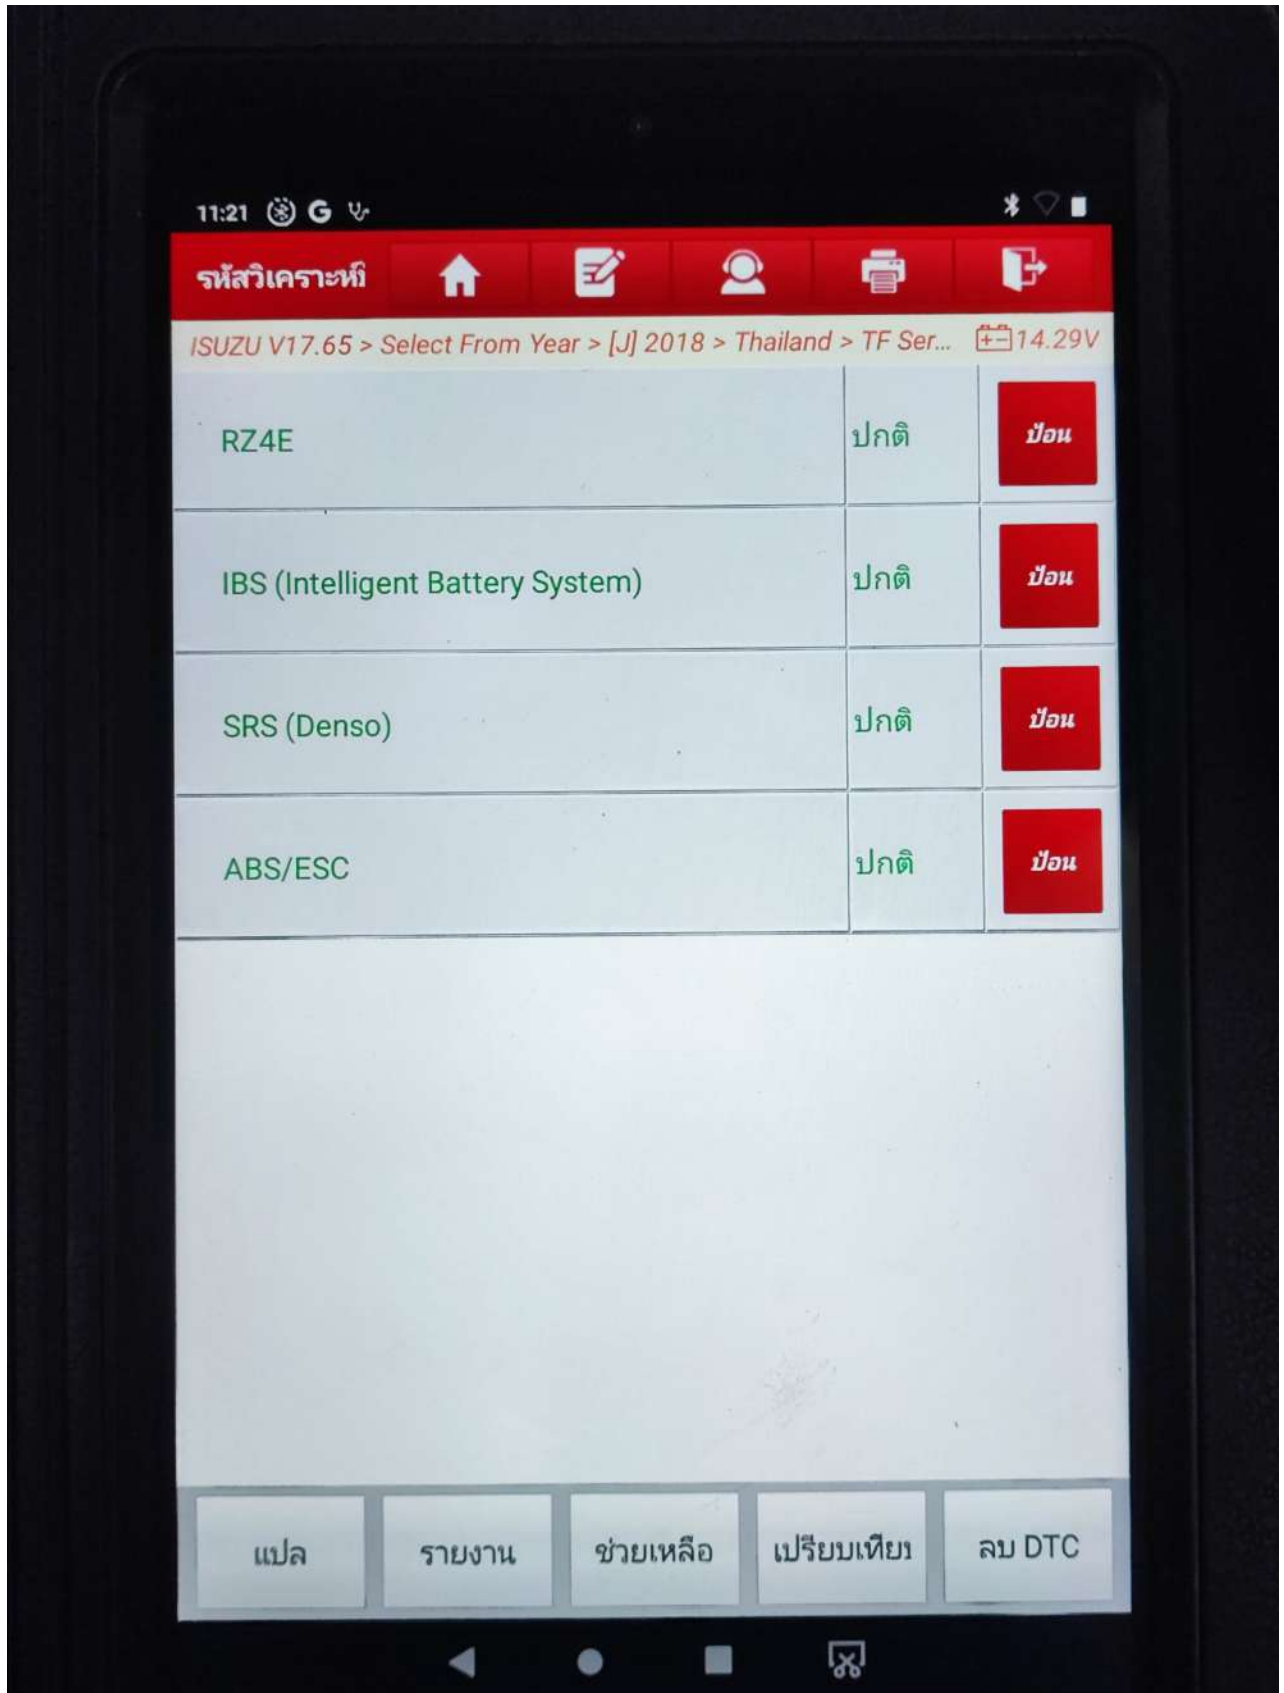 11:21 G
รหัสวิเคราะห์
ISUZU V17.65 > Select From Year > [J] 2018 > Thailand > TF Ser... 14.29V
RZ4E ปกติ ป้อน
IBS (Intelligent Battery System) ปกติ ป้อน
SRS (Denso) ปกติ ป้อน
ABS/ESC ปกติ ป้อน
แปล รายงาน ช่วยเหลือ เปรียบเทียบ ลบ DTC